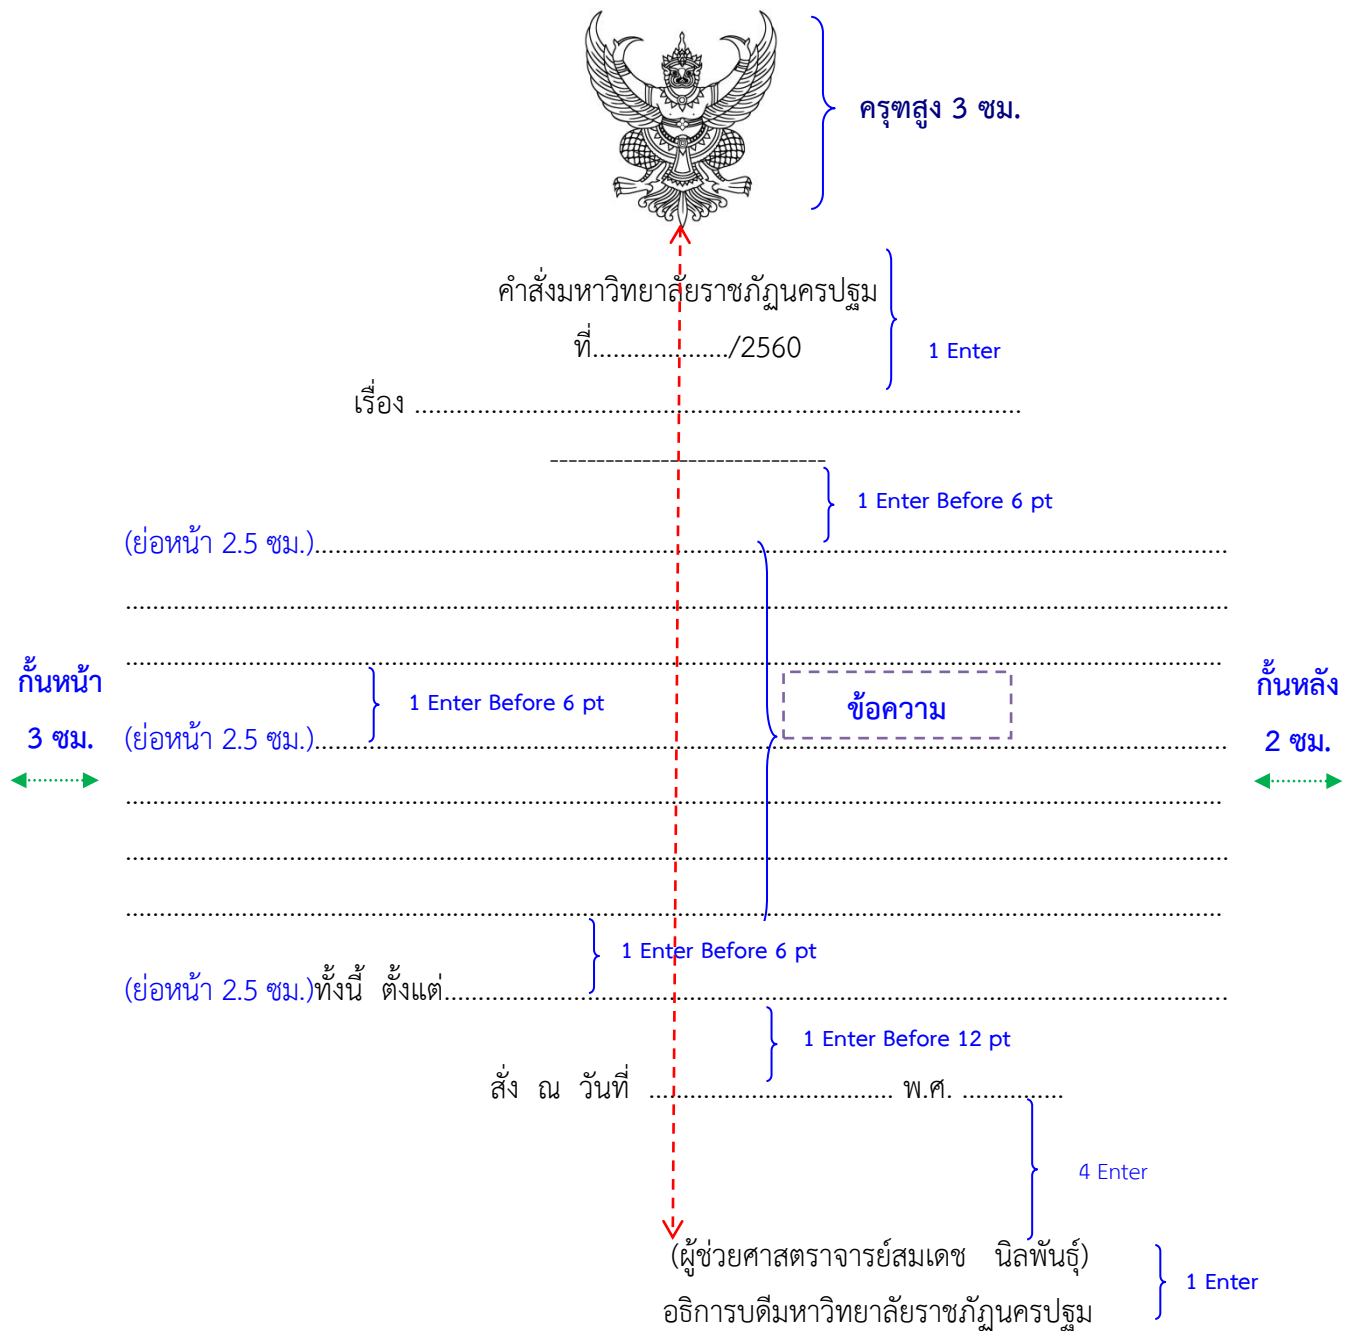 ครุฑสูง 3 ซม.
คำสั่งมหาวิทยาลัยราชภัฏนครปฐม
ที่..................../2560
1 Enter
เรื่อง ........................................................................................
------------------------------
1 Enter Before 6 pt
(ย่อหน้า 2.5 ซม.)....................................................................................................................................
................................................................................................................................................................
................................................................................................................................................................
กั้นหน้า
3 ซม.
1 Enter Before 6 pt
ข้อความ
กั้นหลัง
2 ซม.
(ย่อหน้า 2.5 ซม.)....................................................................................................................................
................................................................................................................................................................
................................................................................................................................................................
................................................................................................................................................................
1 Enter Before 6 pt
(ย่อหน้า 2.5 ซม.)ทั้งนี้ ตั้งแต่.................................................................................................................
1 Enter Before 12 pt
สั่ง ณ วันที่ ................................... พ.ศ. ...............
4 Enter
(ผู้ช่วยศาสตราจารย์สมเดช นิลพันธุ์)
1 Enter
อธิการบดีมหาวิทยาลัยราชภัฏนครปฐม